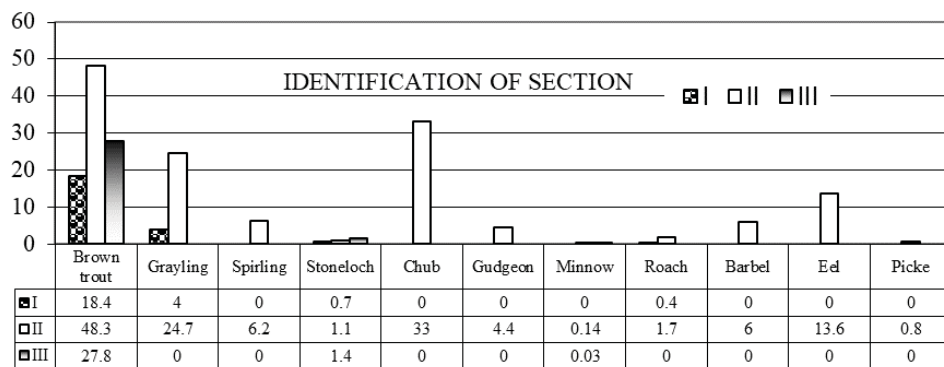 60
50
IDENTIFICATION OF SECTION
40
I II III
30
20
10
0
Brown trout Grayling Spirling Stoneloch Chub Gudgeon Minnow Roach Barbel Eel Picke
I 18.4 4 0 0.7 0 0 0 0.4 0 0 0
II 48.3 24.7 6.2 1.1 33 4.4 0.14 1.7 6 13.6 0.8
III 27.8 0 0 1.4 0 0 0.03 0 0 0 0